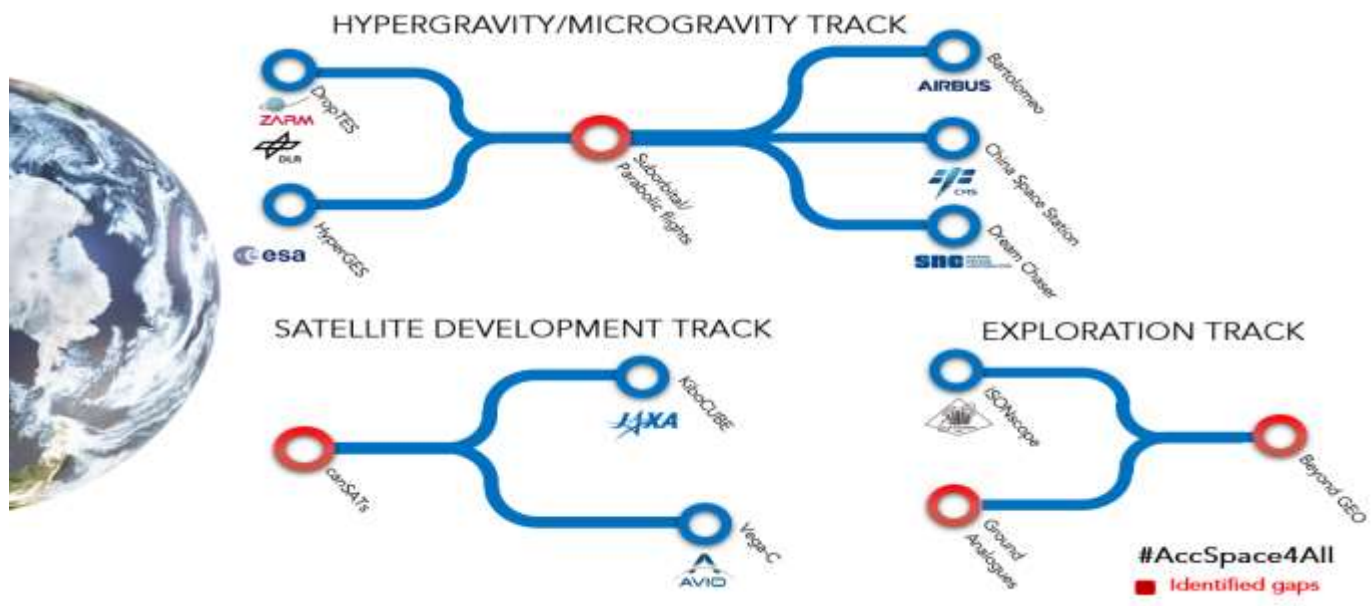 HYPERGRAVITY/MICROGRAVITY TRACK
DropTES
ZARM
DLR
HyperGES
esa
Suborbital/
Parabolic flights
Bartolomeo
AIRBUS
China Space Station
CMS
Dream Chaser
snc
SATELLITE DEVELOPMENT TRACK
canSATs
KiboCUBE
JAXA
Vega-C
AVIO
EXPLORATION TRACK
ISONscope
Ground
Analogues
Beyond GEO
#AccSpace4All
Identified gaps